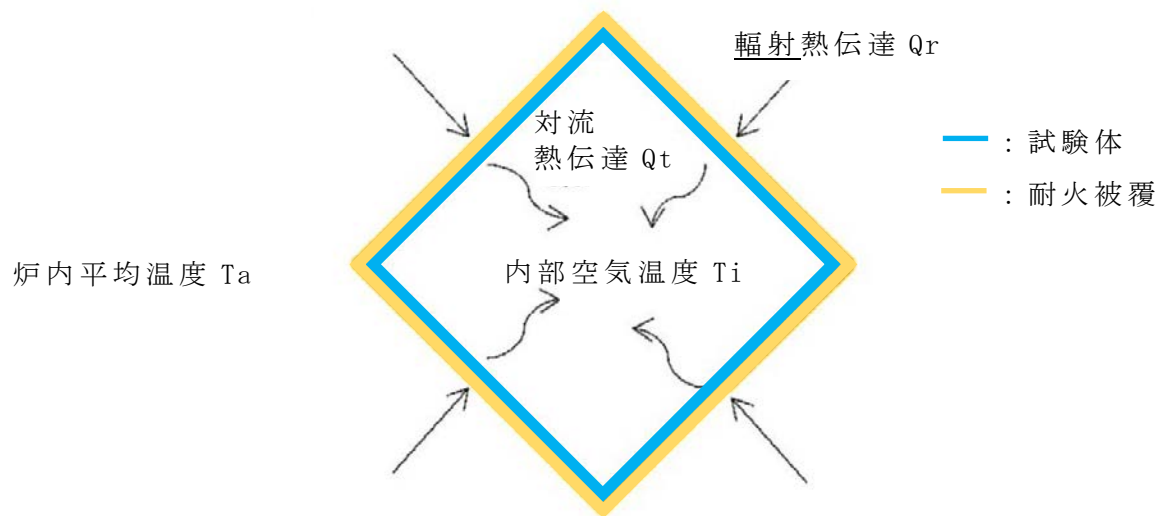 輻射熱伝達 Qr
対流
熱伝達 Qt
：試験体
：耐火被覆
炉内平均温度 Ta
内部空気温度 Ti